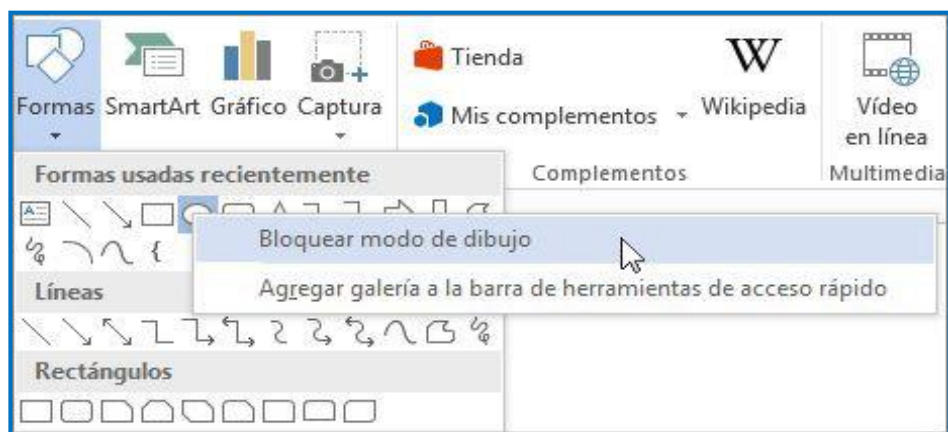 Formas SmartArt Gráfico Captura
Tienda
Mis complementos
W
Wikipedia
Vídeo
en línea
Complementos
Multimedia
Formas usadas recientemente
Bloquear modo de dibujo
Agregar galería a la barra de herramientas de acceso rápido
Líneas
Rectángulos